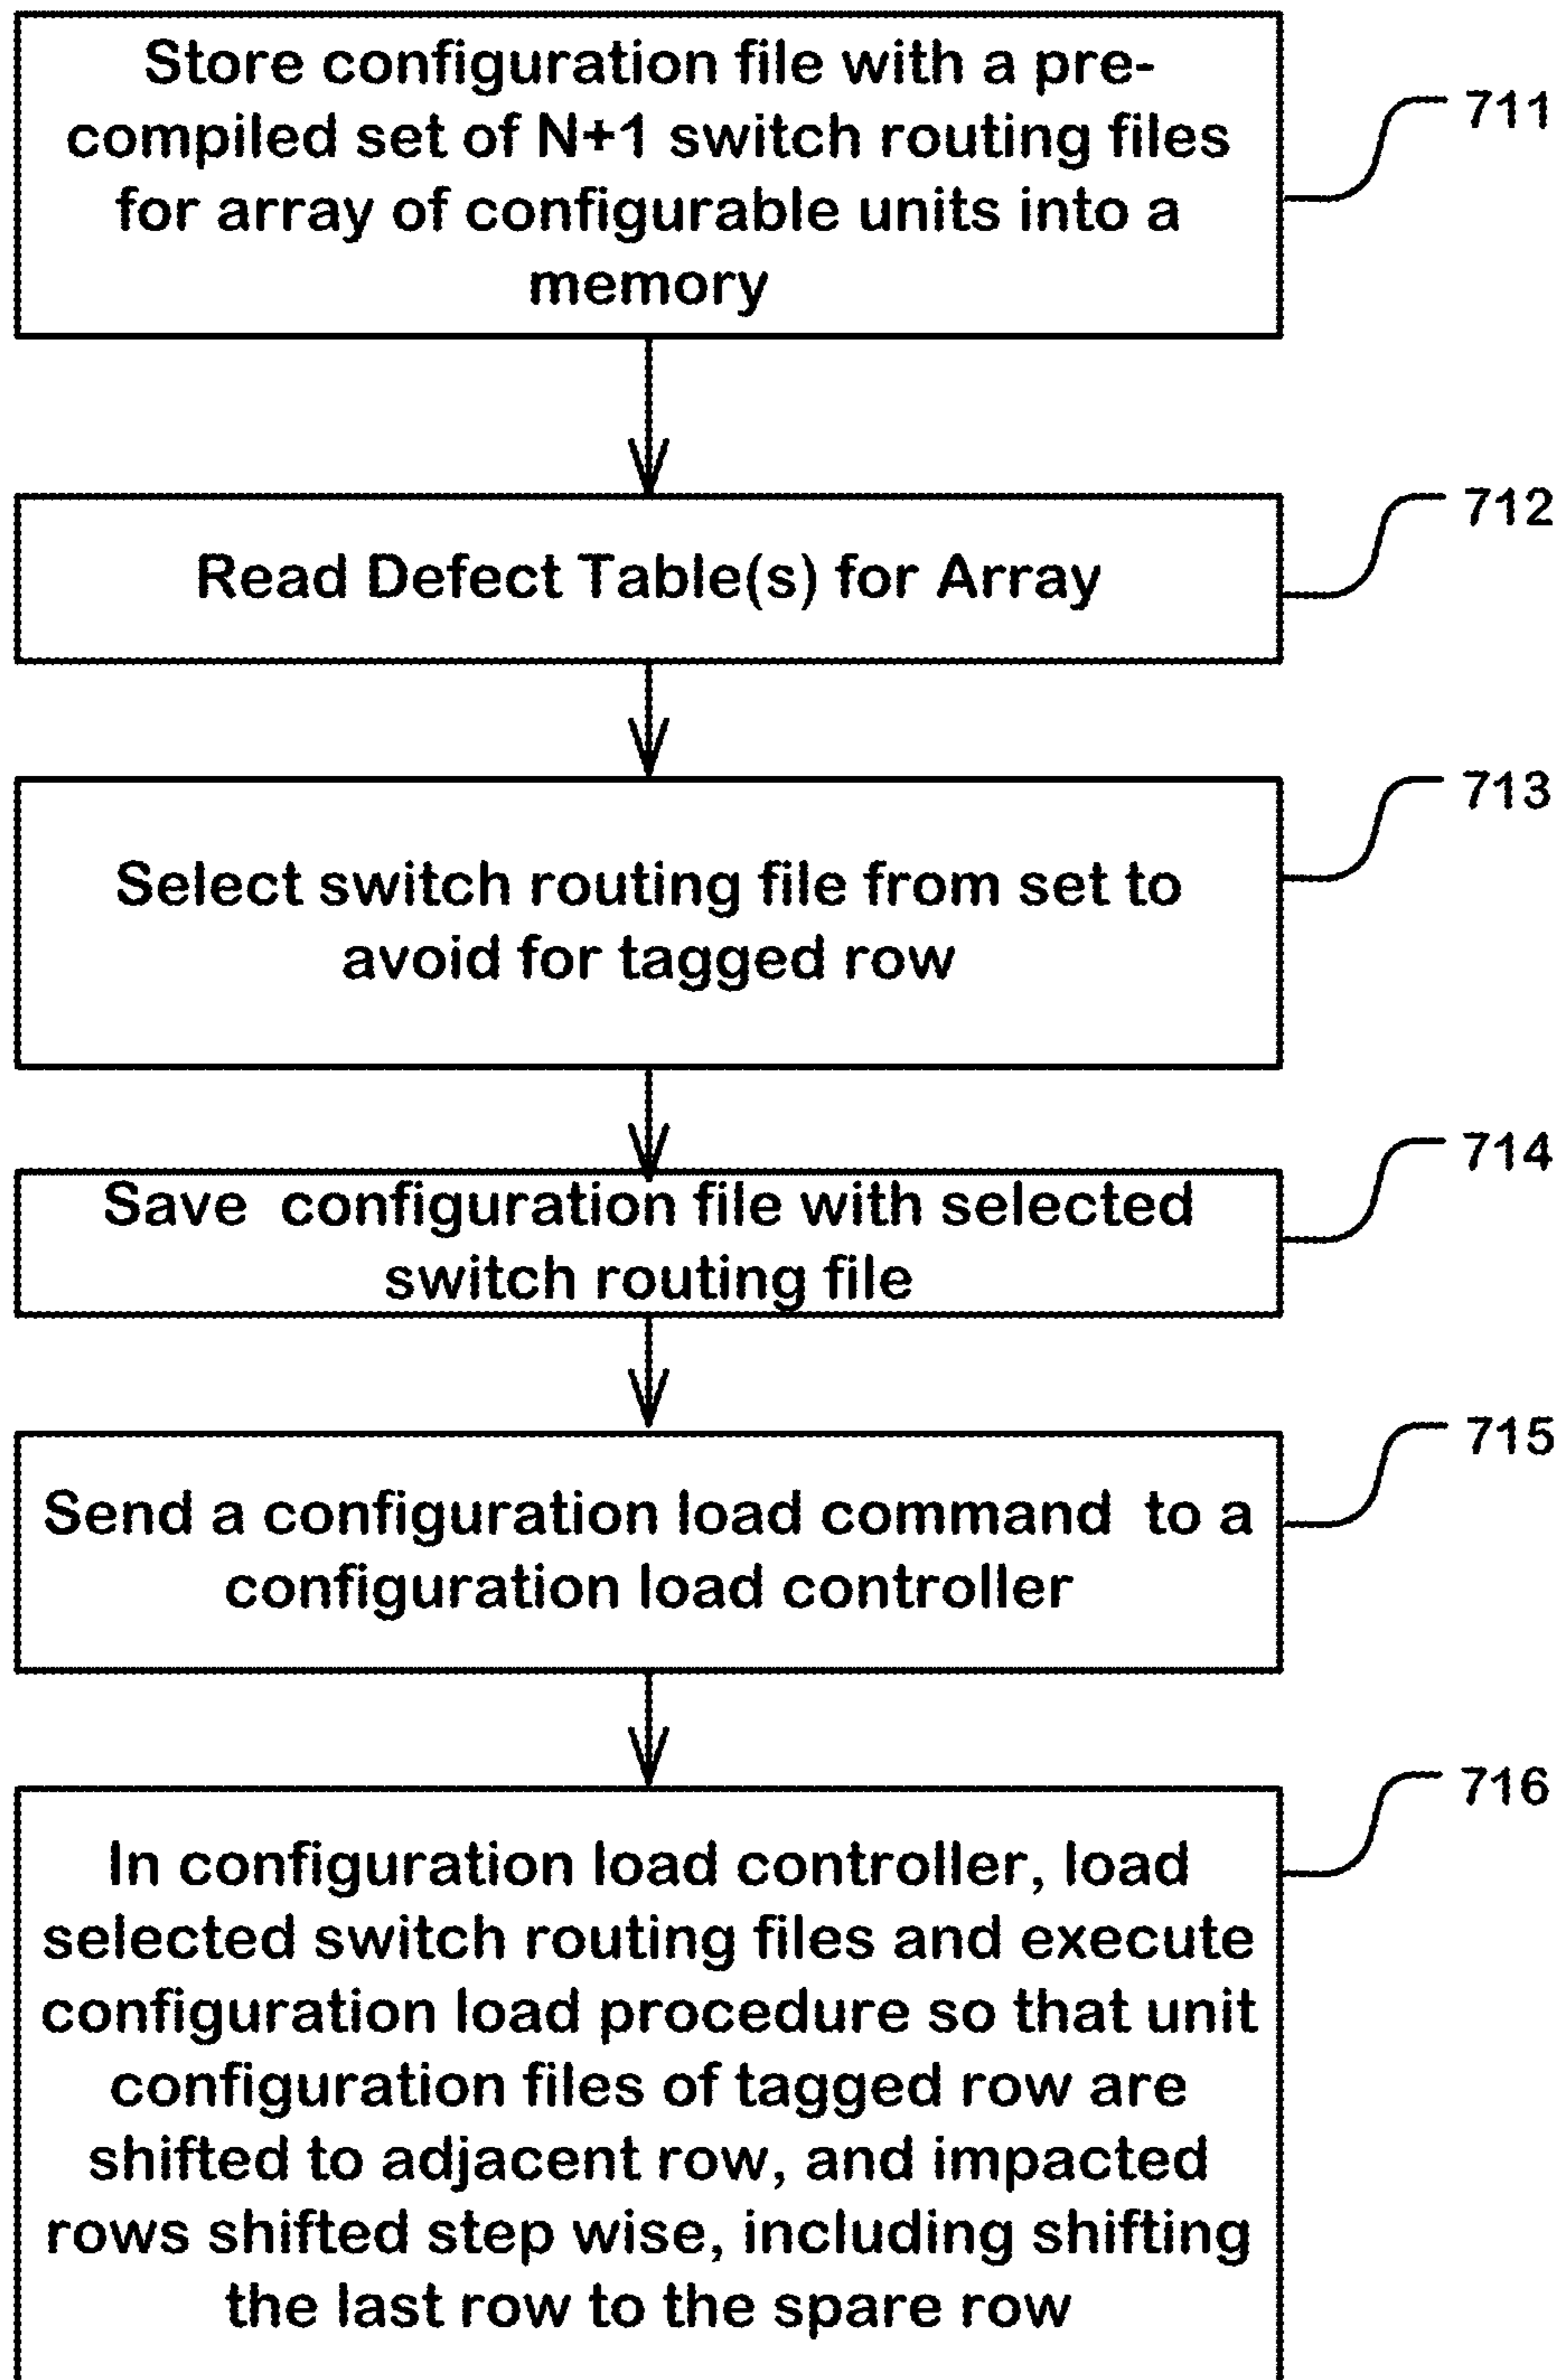 Store configuration file with a pre-
compiled set of N+1 switch routing files
for array of configurable units into a
memory
711
Read Defect Table(s) for Array
712
Select switch routing file from set to
avoid for tagged row
713
Save configuration file with selected
switch routing file
714
Send a configuration load command to a
configuration load controller
715
In configuration load controller, load
selected switch routing files and execute
configuration load procedure so that unit
configuration files of tagged row are
shifted to adjacent row, and impacted
rows shifted step wise, including shifting
the last row to the spare row
716